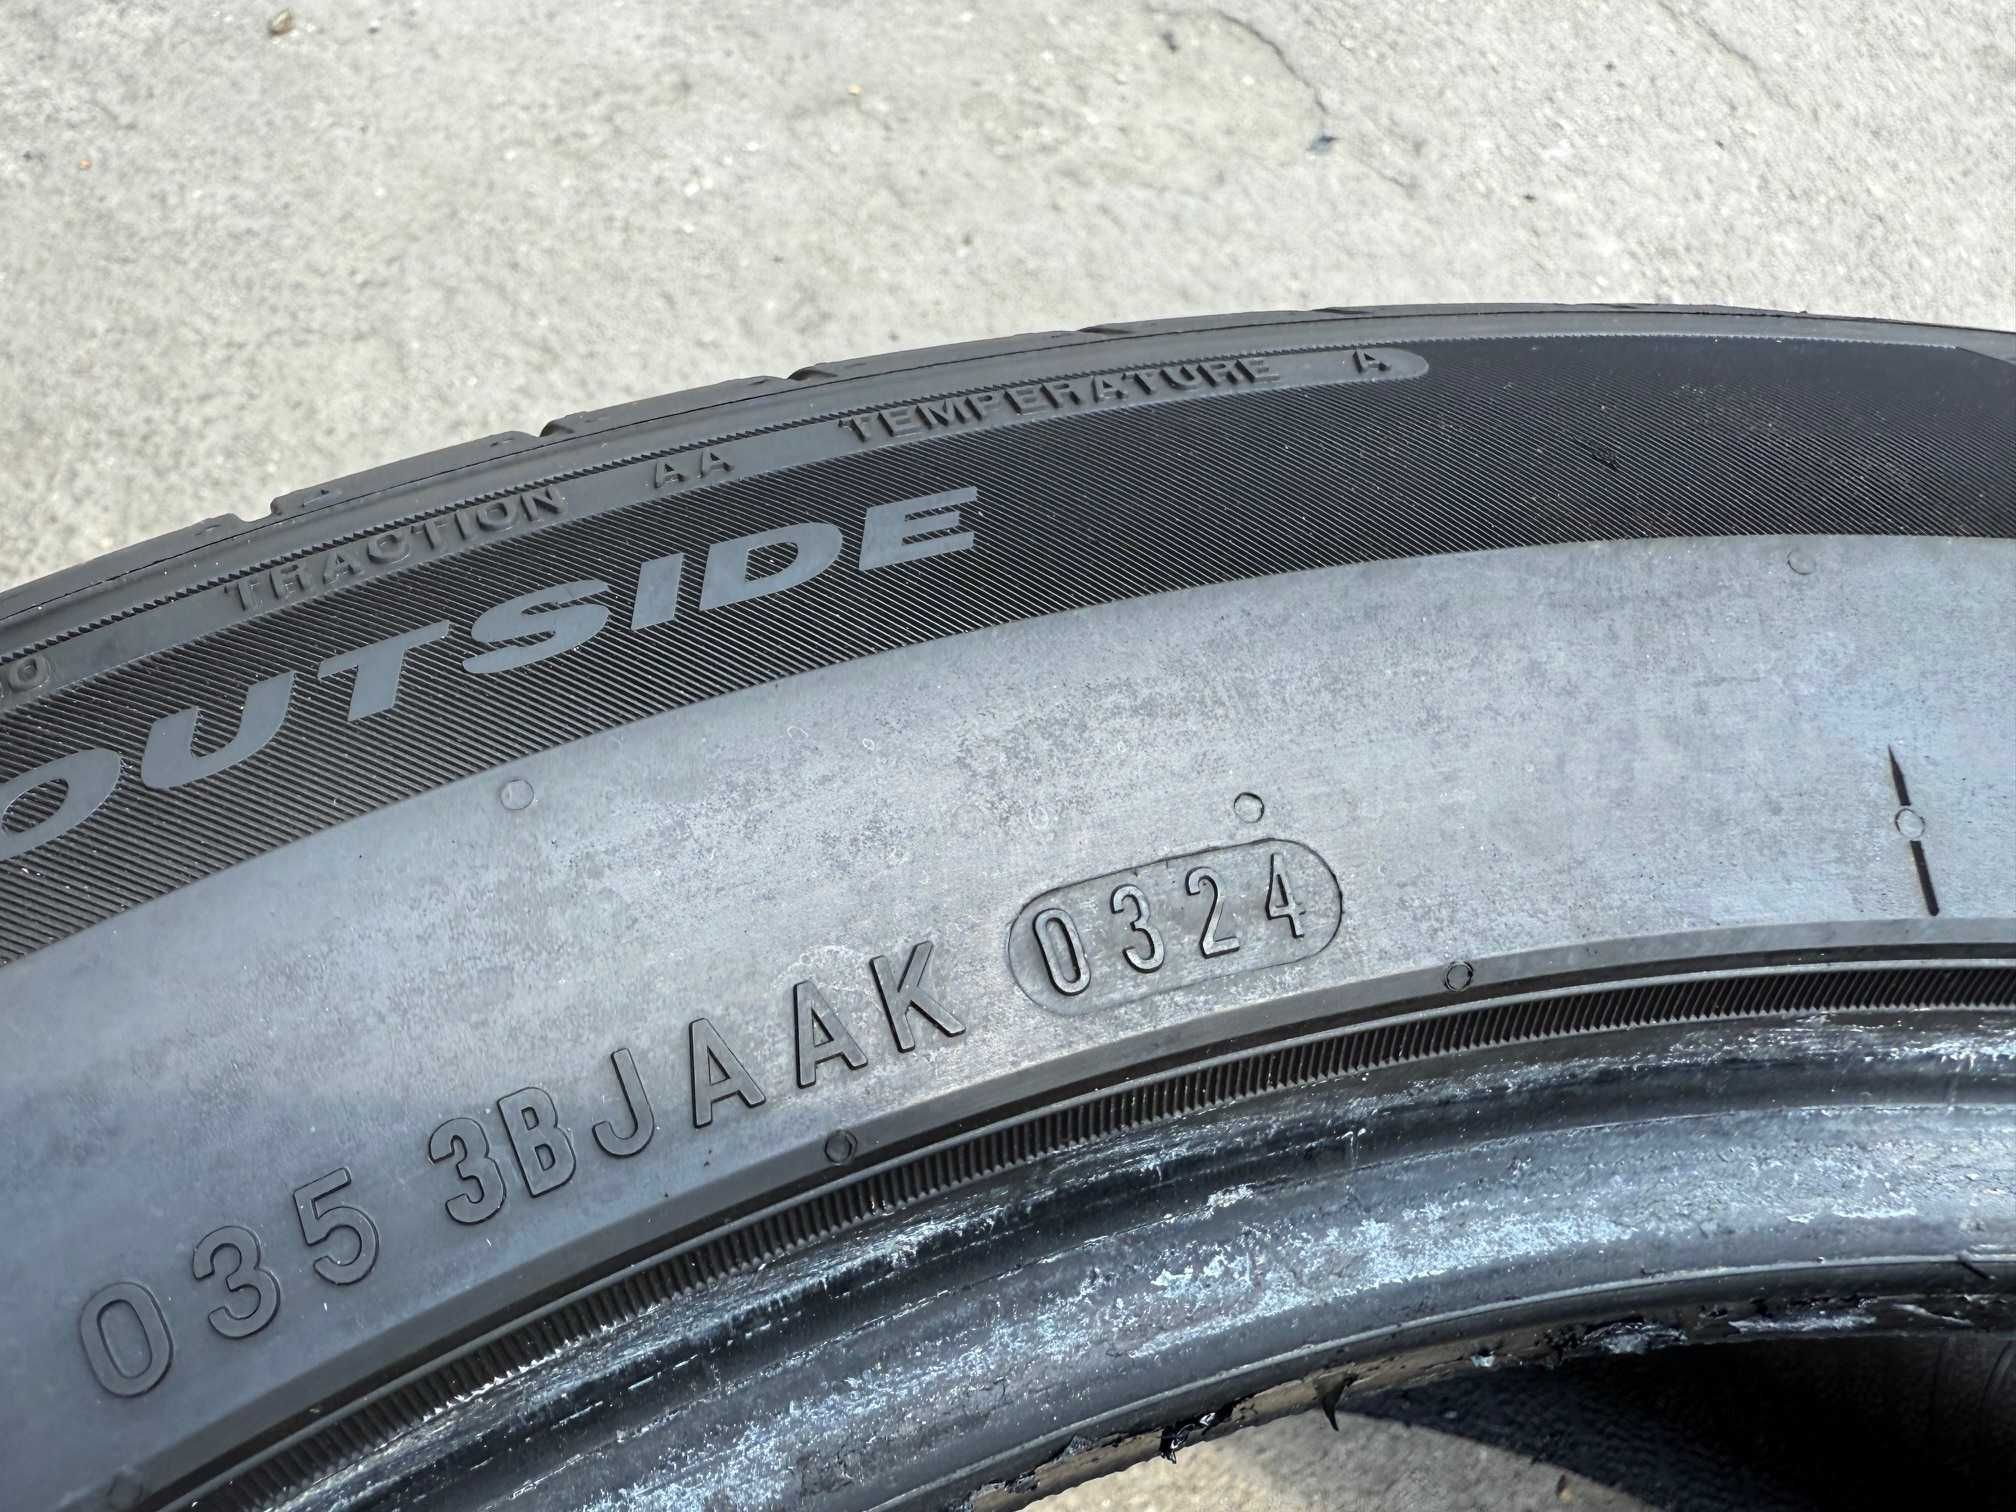 TRACTION AA TEMPERATURE A
OUTSIDE
035 3BJAAK 0324